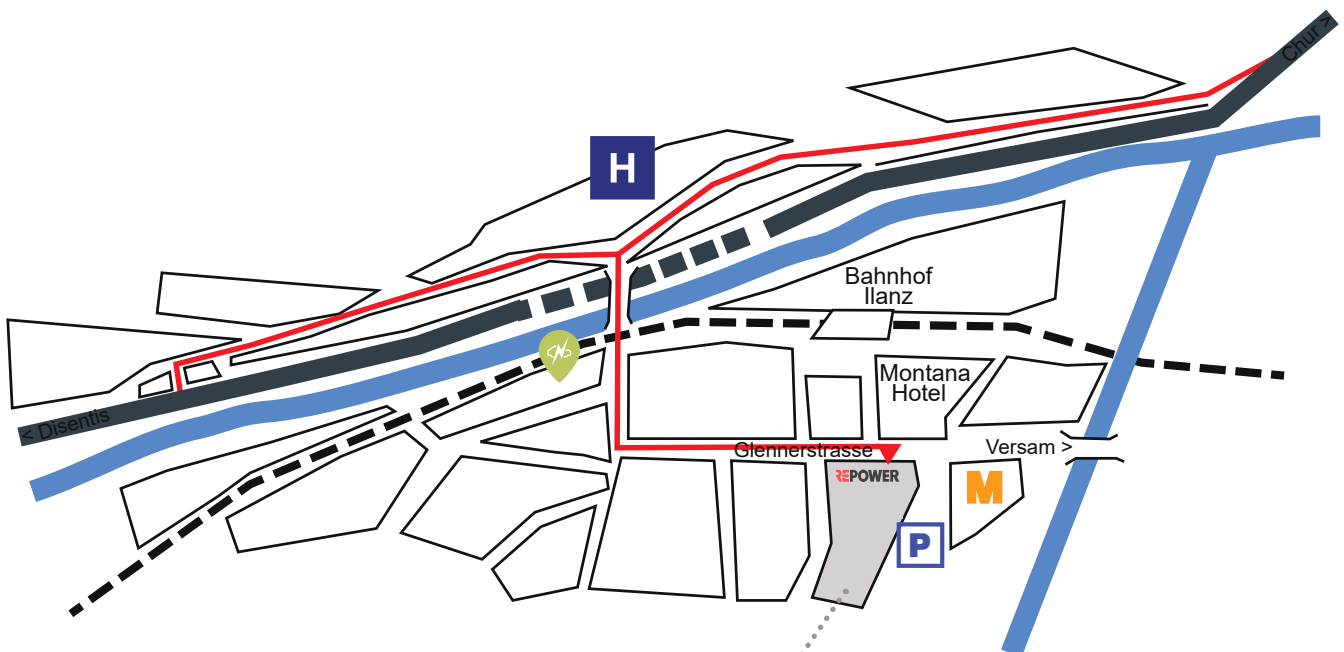 Chur >
H
Bahnhof
Ilanz
Montana
Hotel
< Disentis
Glennerstrasse
Versam >
REPOWER
M
P